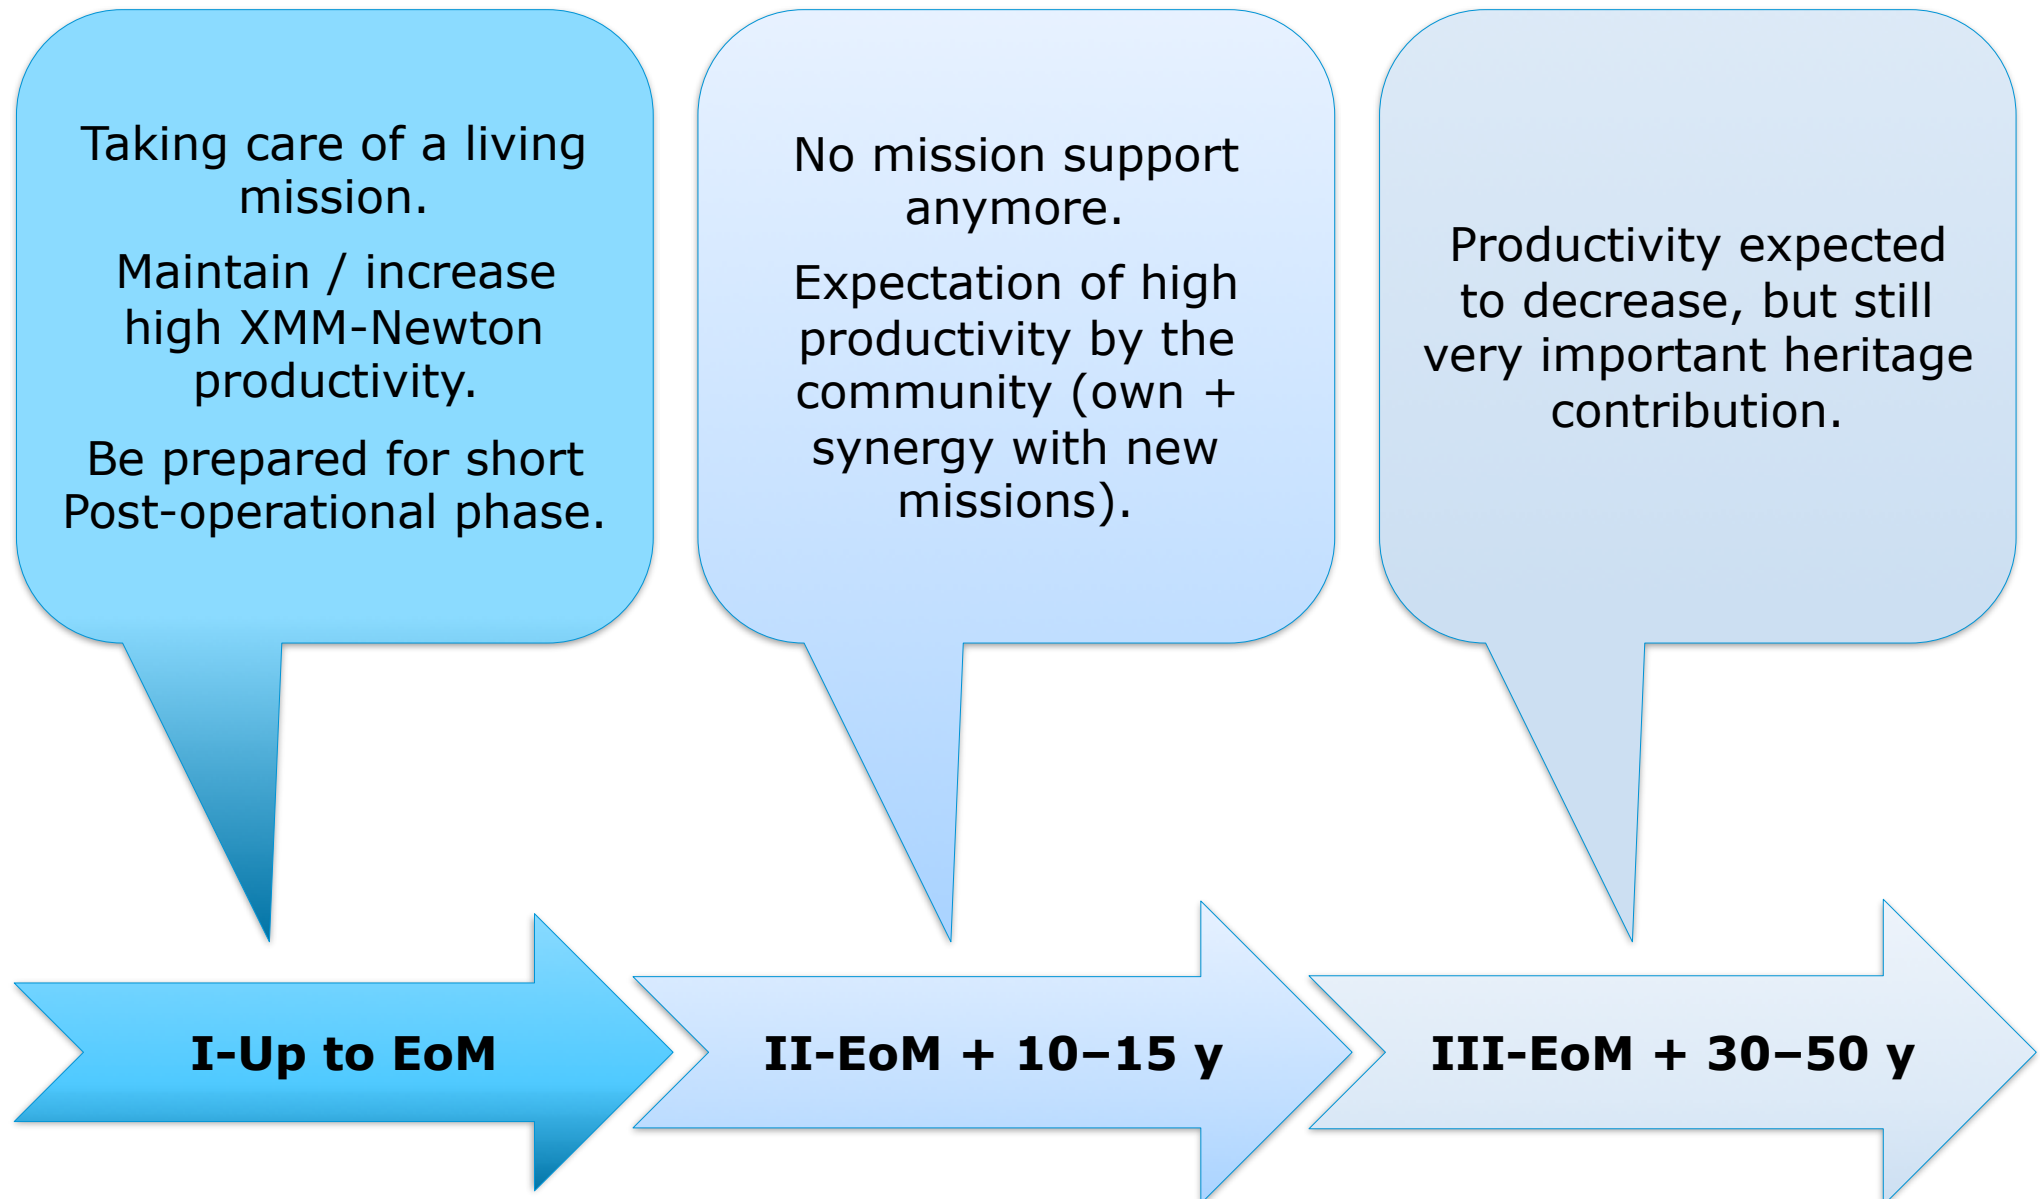 Taking care of a living
mission.
Maintain / increase
high XMM-Newton
productivity.
Be prepared for short
Post-operational phase.
No mission support
anymore.
Expectation of high
productivity by the
community (own +
synergy with new
missions).
Productivity expected
to decrease, but still
very important heritage
contribution.
I-Up to EoM
II-EoM + 10–15 y
III-EoM + 30–50 y